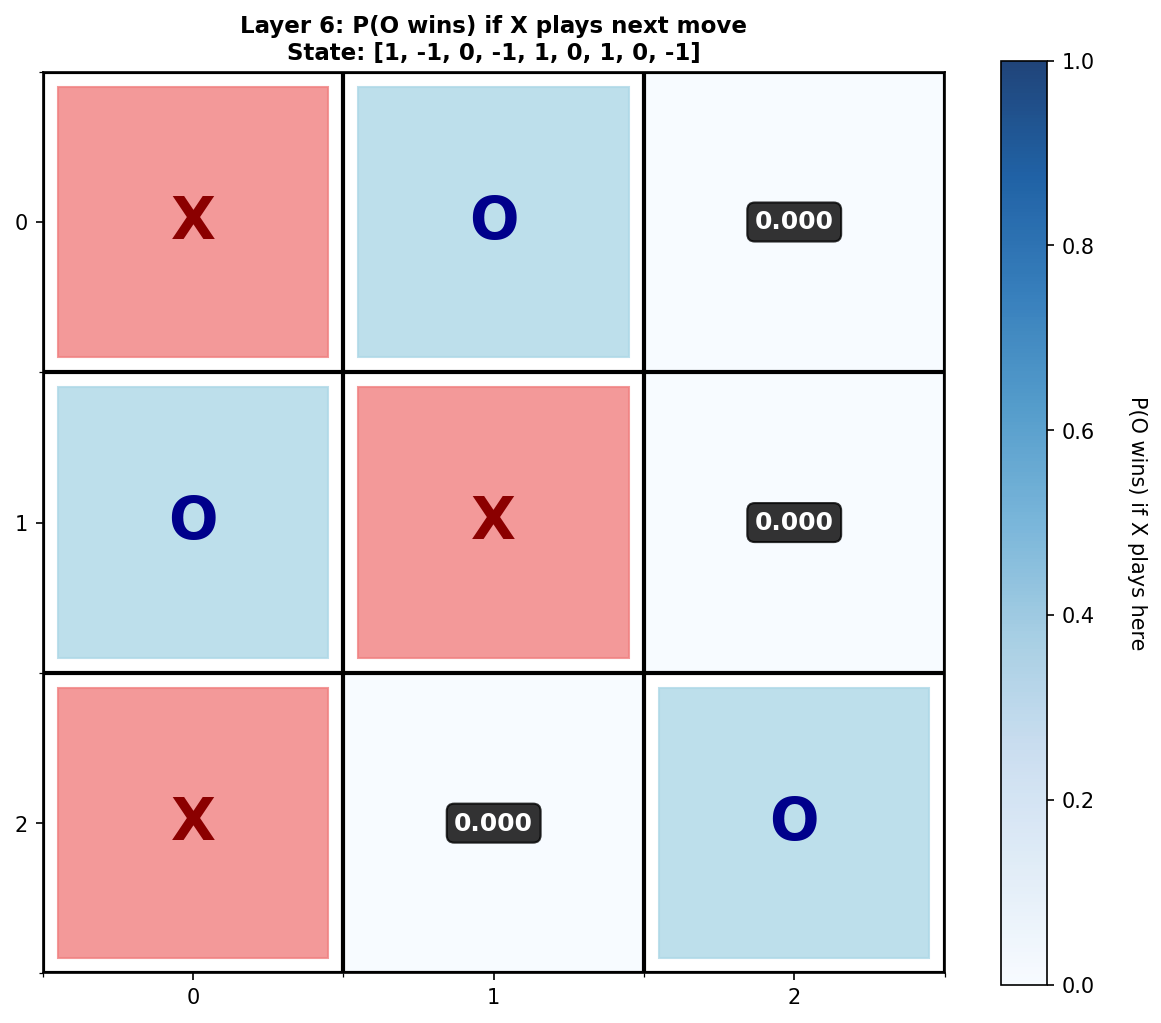 Layer 6: P(O wins) if X plays next move
State: [1, -1, 0, -1, 1, 0, 1, 0, -1]
X O 0.000
O X 0.000
X 0.000 O
0
1
2
0 1 2
1.0
0.8
0.6
0.4
0.2
0.0
P(O wins) if X plays here